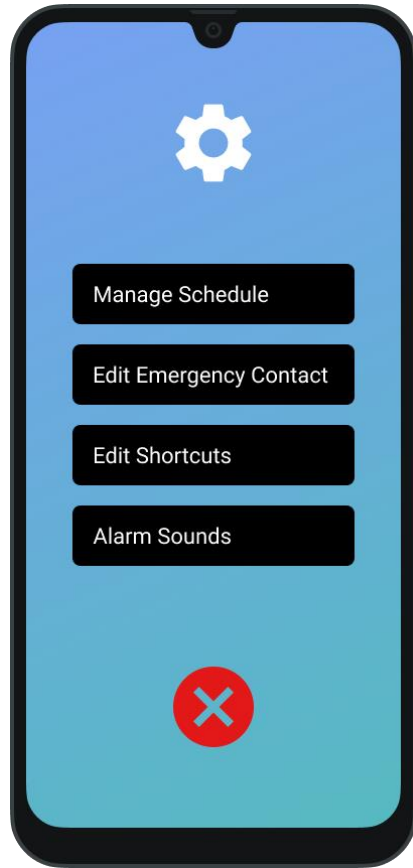 Manage Schedule
Edit Emergency Contact
Edit Shortcuts
Alarm Sounds